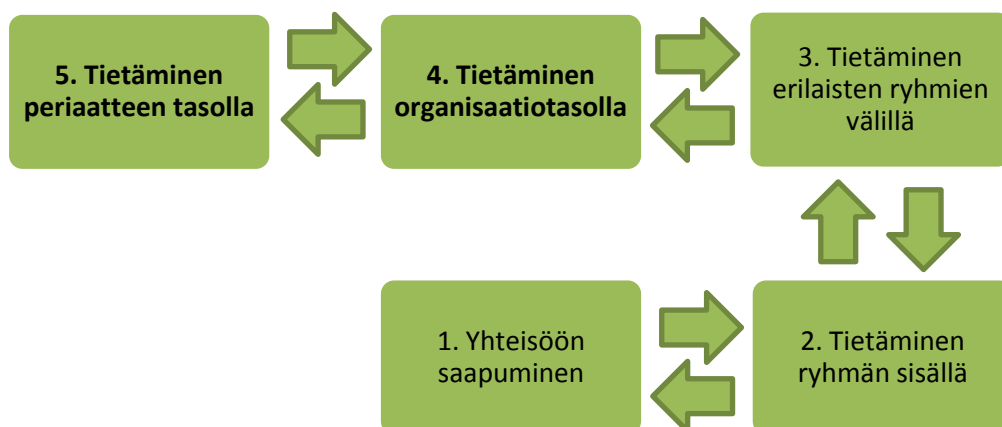 5. Tietäminen
periaatteen tasolla
4. Tietäminen
organisaatiotasolla
3. Tietäminen
erilaisten ryhmien
välillä
1. Yhteisöön
saapuminen
2. Tietäminen
ryhmän sisällä